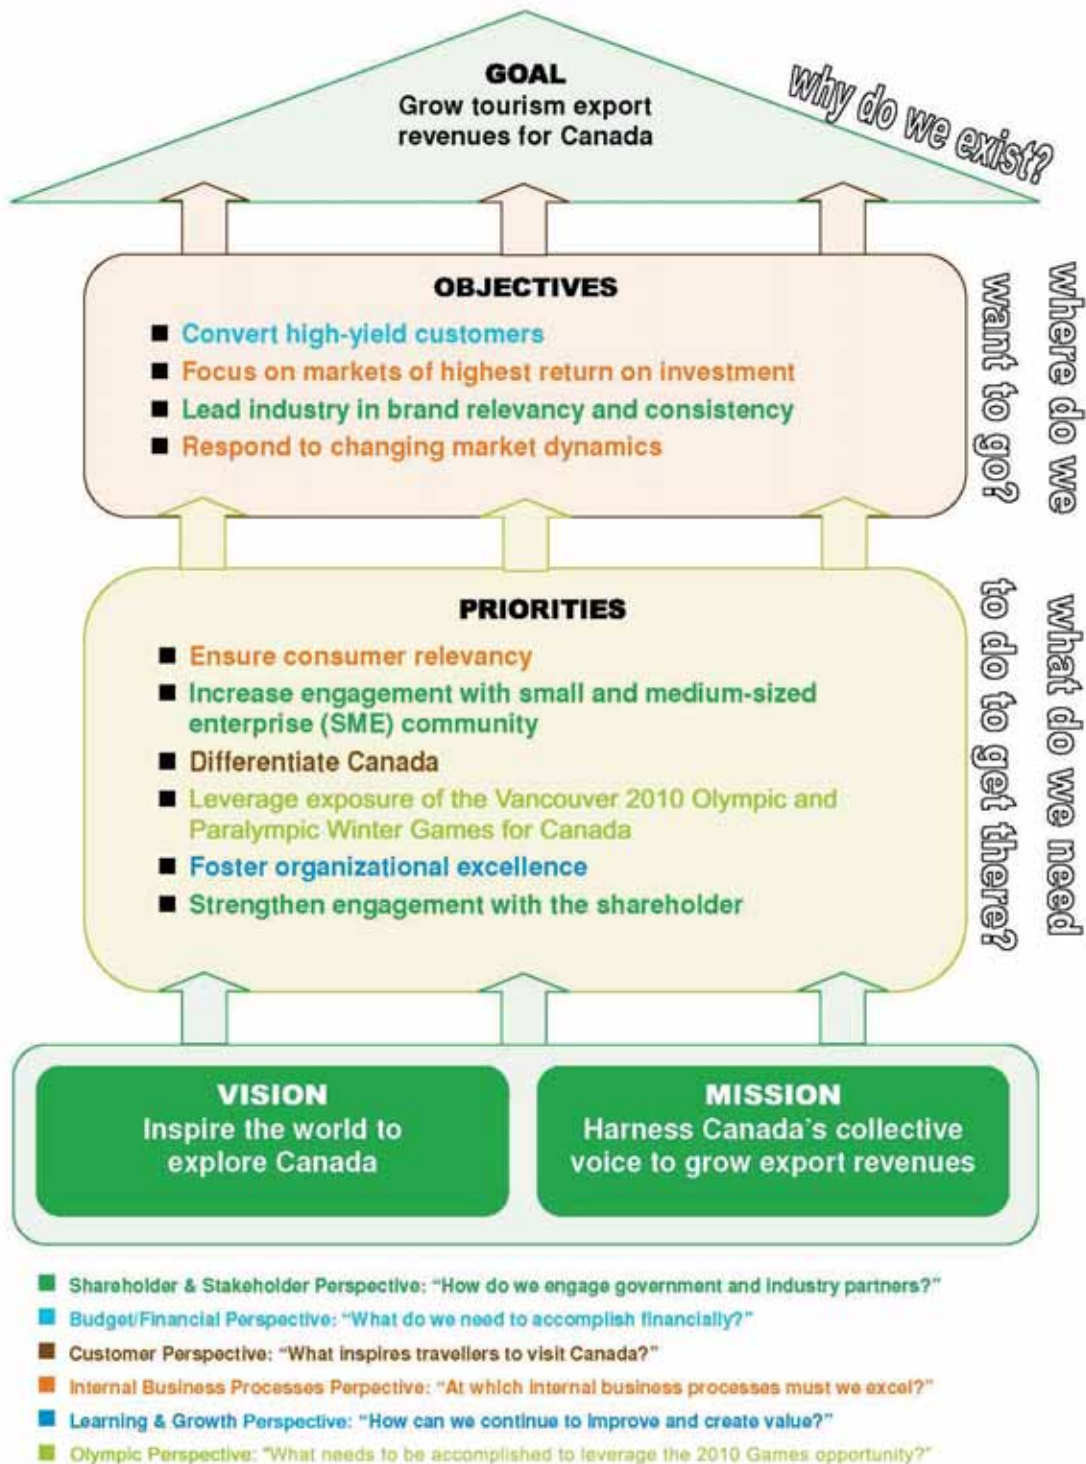 GOAL
Grow tourism export
revenues for Canada
why do we exist?
OBJECTIVES
■ Convert high-yield customers
■ Focus on markets of highest return on investment
■ Lead industry in brand relevancy and consistency
■ Respond to changing market dynamics
where do we
want to go?
PRIORITIES
■ Ensure consumer relevancy
■ Increase engagement with small and medium-sized
enterprise (SME) community
■ Differentiate Canada
■ Leverage exposure of the Vancouver 2010 Olympic and
Paralympic Winter Games for Canada
■ Foster organizational excellence
■ Strengthen engagement with the shareholder
what do we need
to do to get there?
VISION
Inspire the world to
explore Canada
MISSION
Harness Canada's collective
voice to grow export revenues
■ Shareholder & Stakeholder Perspective: “How do we engage government and industry partners?”
■ Budget/Financial Perspective: “What do we need to accomplish financially?”
■ Customer Perspective: “What inspires travellers to visit Canada?”
■ Internal Business Processes Perpective: “At which internal business processes must we excel?”
■ Learning & Growth Perspective: “How can we continue to improve and create value?”
■ Olympic Perspective: "What needs to be accomplished to leverage the 2010 Games opportunity?"